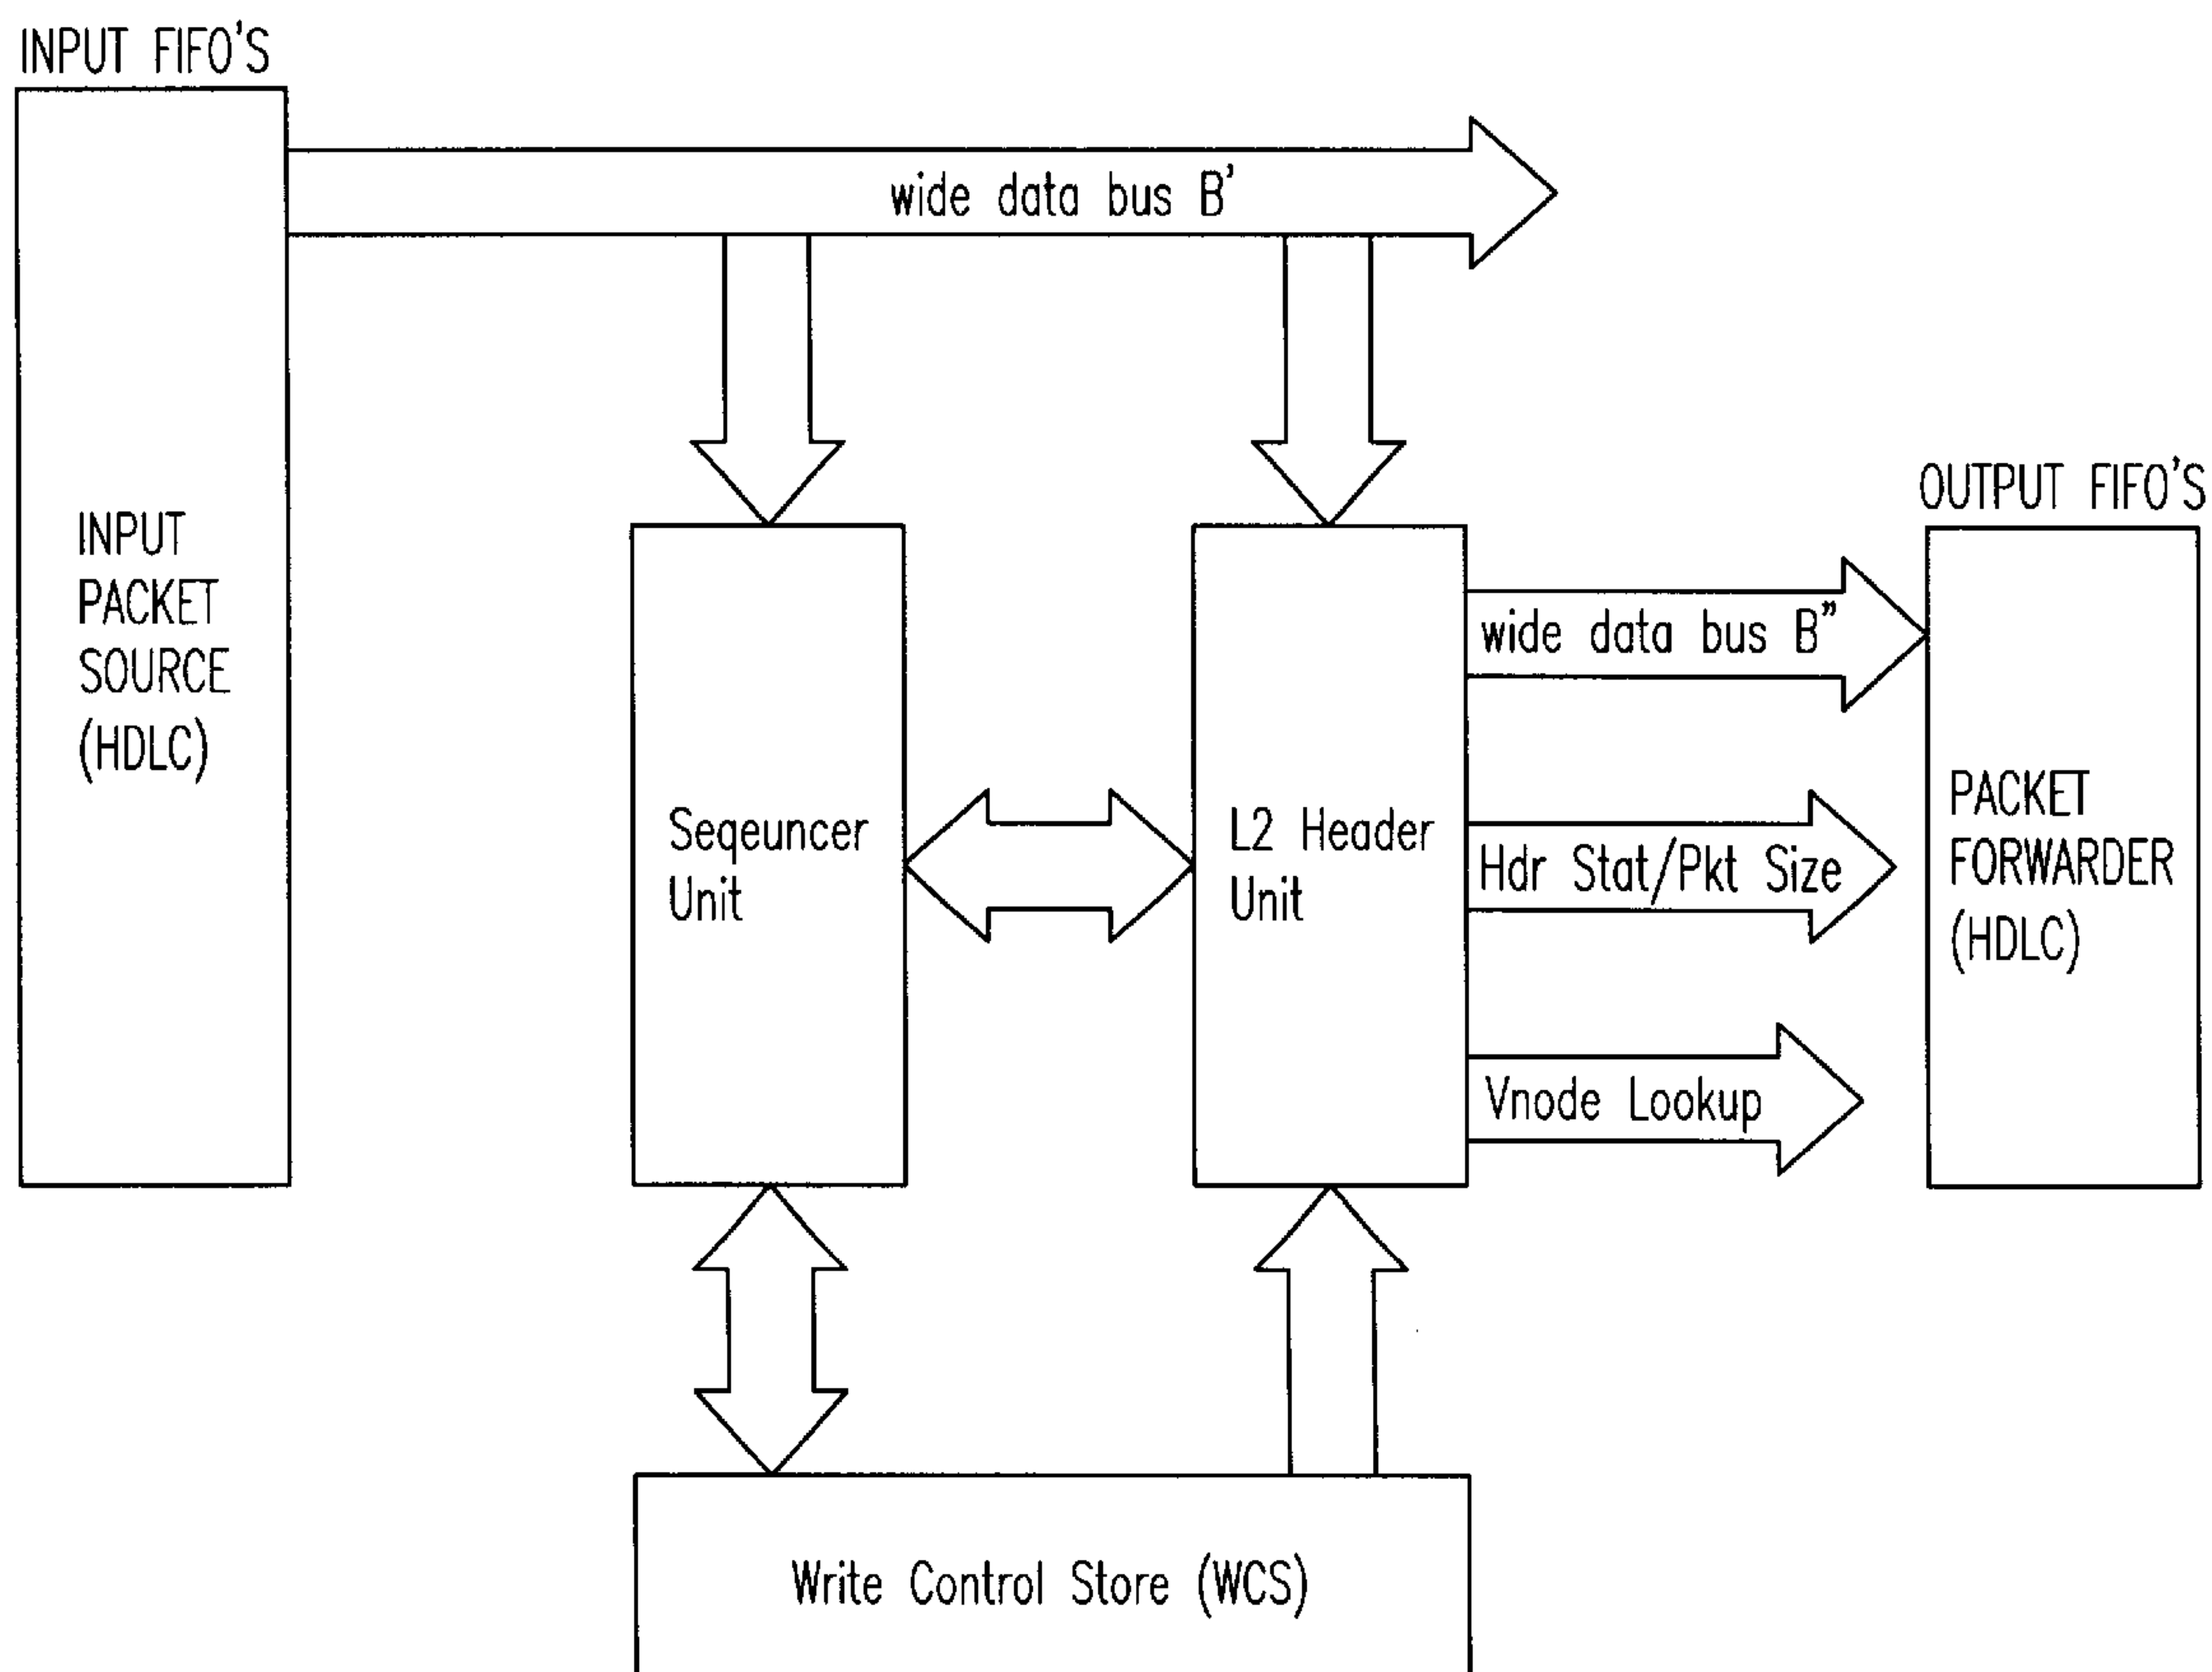 INPUT FIFO'S
wide data bus B'
INPUT
PACKET
SOURCE
(HDLC)
Seqeuncer
Unit
L2 Header
Unit
wide data bus B"
Hdr Stat/Pkt Size
Vnode Lookup
OUTPUT FIFO'S
PACKET
FORWARDER
(HDLC)
Write Control Store (WCS)